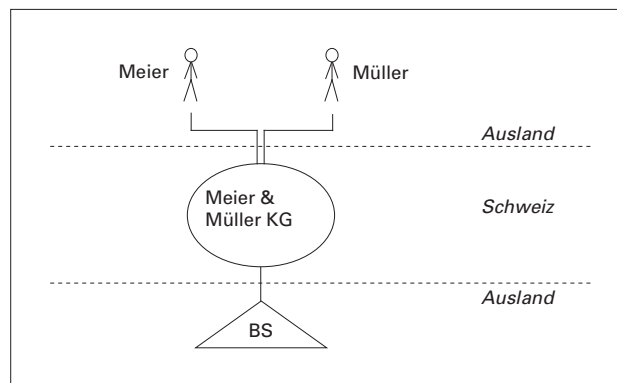 Meier
Müller
Ausland
Meier &
Müller KG
Schweiz
Ausland
BS